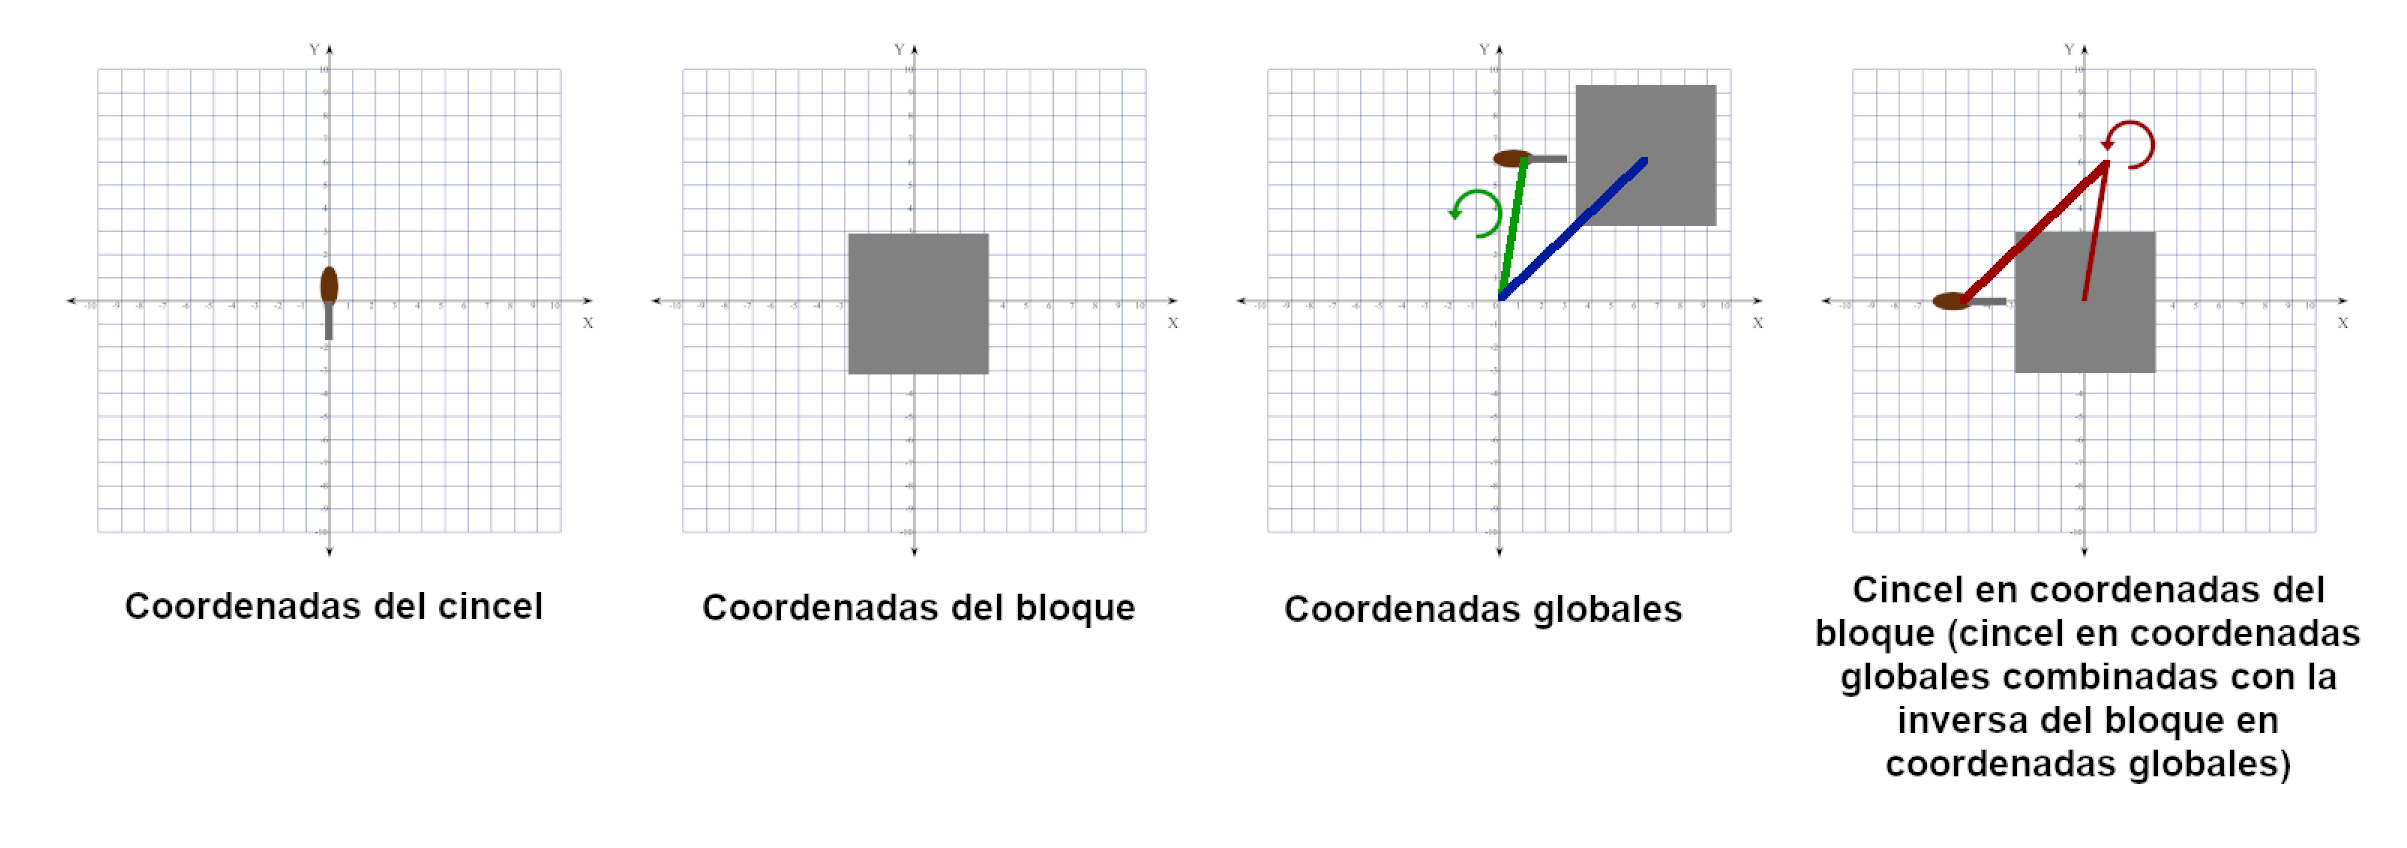 Y
X
Coordenadas del cincel
Y
X
Coordenadas del bloque
Y
X
Coordenadas globales
Y
X
Cincel en coordenadas del
bloque (cincel en coordenadas
globales combinadas con la
inversa del bloque en
coordenadas globales)